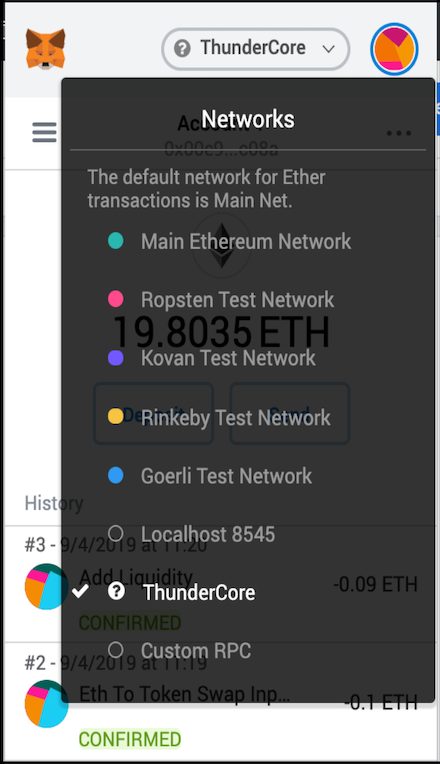 ThunderCore
Networks
Account 1
0x00e9...c08a
The default network for Ether
transactions is Main Net.
Main Ethereum Network
Ropsten Test Network
19.8035 ETH
Kovan Test Network
Deposit
Send
Rinkeby Test Network
Goerli Test Network
History
Localhost 8545
#3 - 9/4/2019 at 11:20
Add Liquidity
-0.09 ETH
ThunderCore
CONFIRMED
Custom RPC
#2 - 9/4/2019 at 11:19
Eth To Token Swap Inp...
-0.1 ETH
CONFIRMED